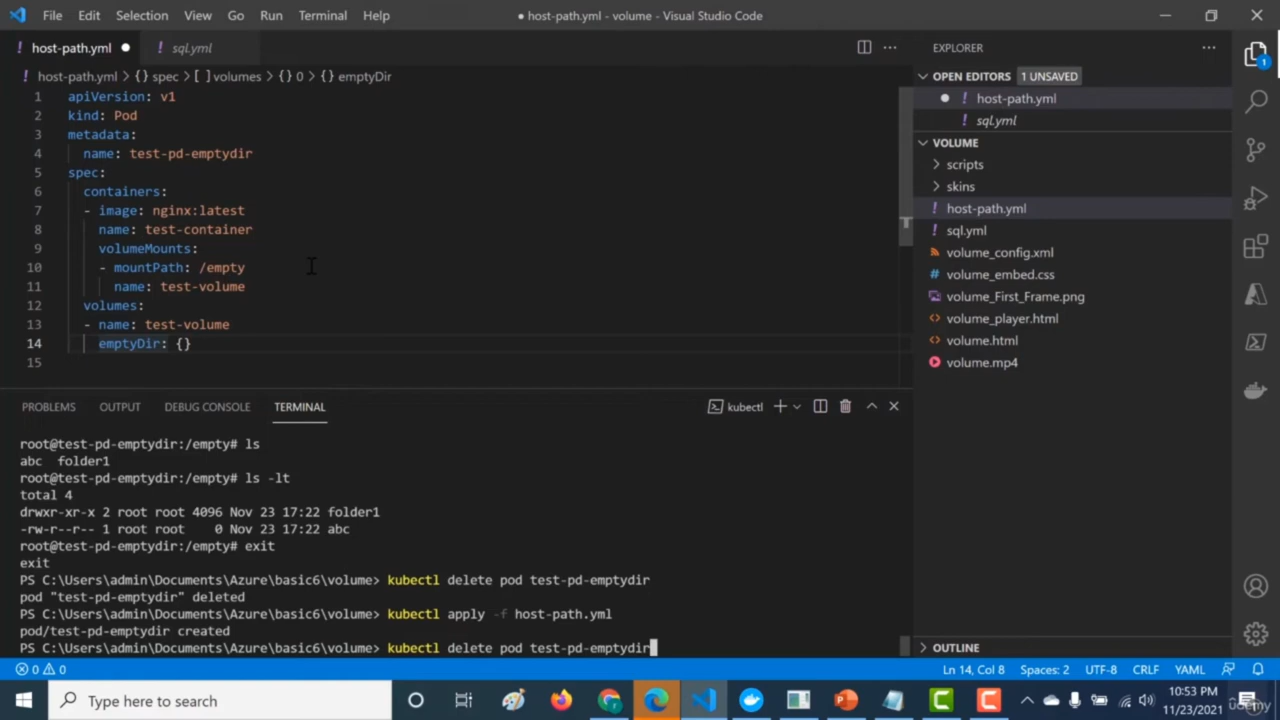 File Edit Selection View Go Run Terminal Help
● host-path.yml - volume - Visual Studio Code
! host-path.yml ●
! sql.yml
! host-path.yml > {} spec > [ ] volumes > {} 0 > {} emptyDir
1 apiVersion: v1
2 kind: Pod
3 metadata:
4 name: test-pd-emptydir
5 spec:
6 containers:
7 - image: nginx:latest
8 name: test-container
9 volumeMounts:
10 - mountPath: /empty
11 name: test-volume
12 volumes:
13 - name: test-volume
14 emptyDir: {}
15
EXPLORER
OPEN EDITORS 1 UNSAVED
● ! host-path.yml
! sql.yml
VOLUME
> scripts
> skins
! host-path.yml
! sql.yml
volume_config.xml
# volume_embed.css
volume_First_Frame.png
<> volume_player.html
<> volume.html
volume.mp4
> OUTLINE
1
PROBLEMS OUTPUT DEBUG CONSOLE TERMINAL
kubectl
root@test-pd-emptydir:/empty# ls
abc  folder1
root@test-pd-emptydir:/empty# ls -lt
total 4
drwxr-xr-x 2 root root 4096 Nov 23 17:22 folder1
-rw-r--r-- 1 root root    0 Nov 23 17:22 abc
root@test-pd-emptydir:/empty# exit
exit
PS C:\Users\admin\Documents\Azure\basic6\volume> kubectl delete pod test-pd-emptydir
pod "test-pd-emptydir" deleted
PS C:\Users\admin\Documents\Azure\basic6\volume> kubectl apply -f host-path.yml
pod/test-pd-emptydir created
PS C:\Users\admin\Documents\Azure\basic6\volume> kubectl delete pod test-pd-emptydir
0 0
Ln 14, Col 8 Spaces: 2 UTF-8 CRLF YAML
Type here to search
10:53 PM
11/23/2021
udemy